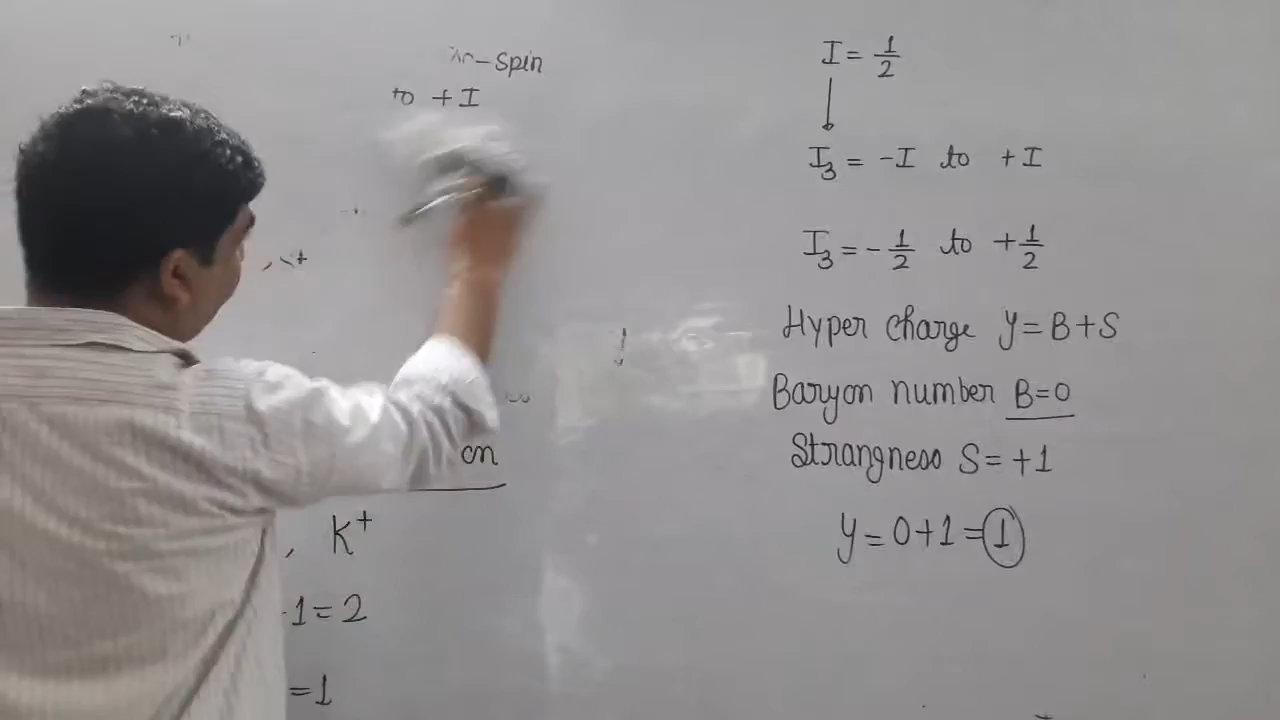 -spin
to +I
on
, K⁺
-1=2
=1
I = 1/2
I₃ = -I to +I
I₃ = -1/2 to +1/2
Hyper charge y = B+S
Baryon number B=0
Strangness S = +1
y = 0+1 = 1